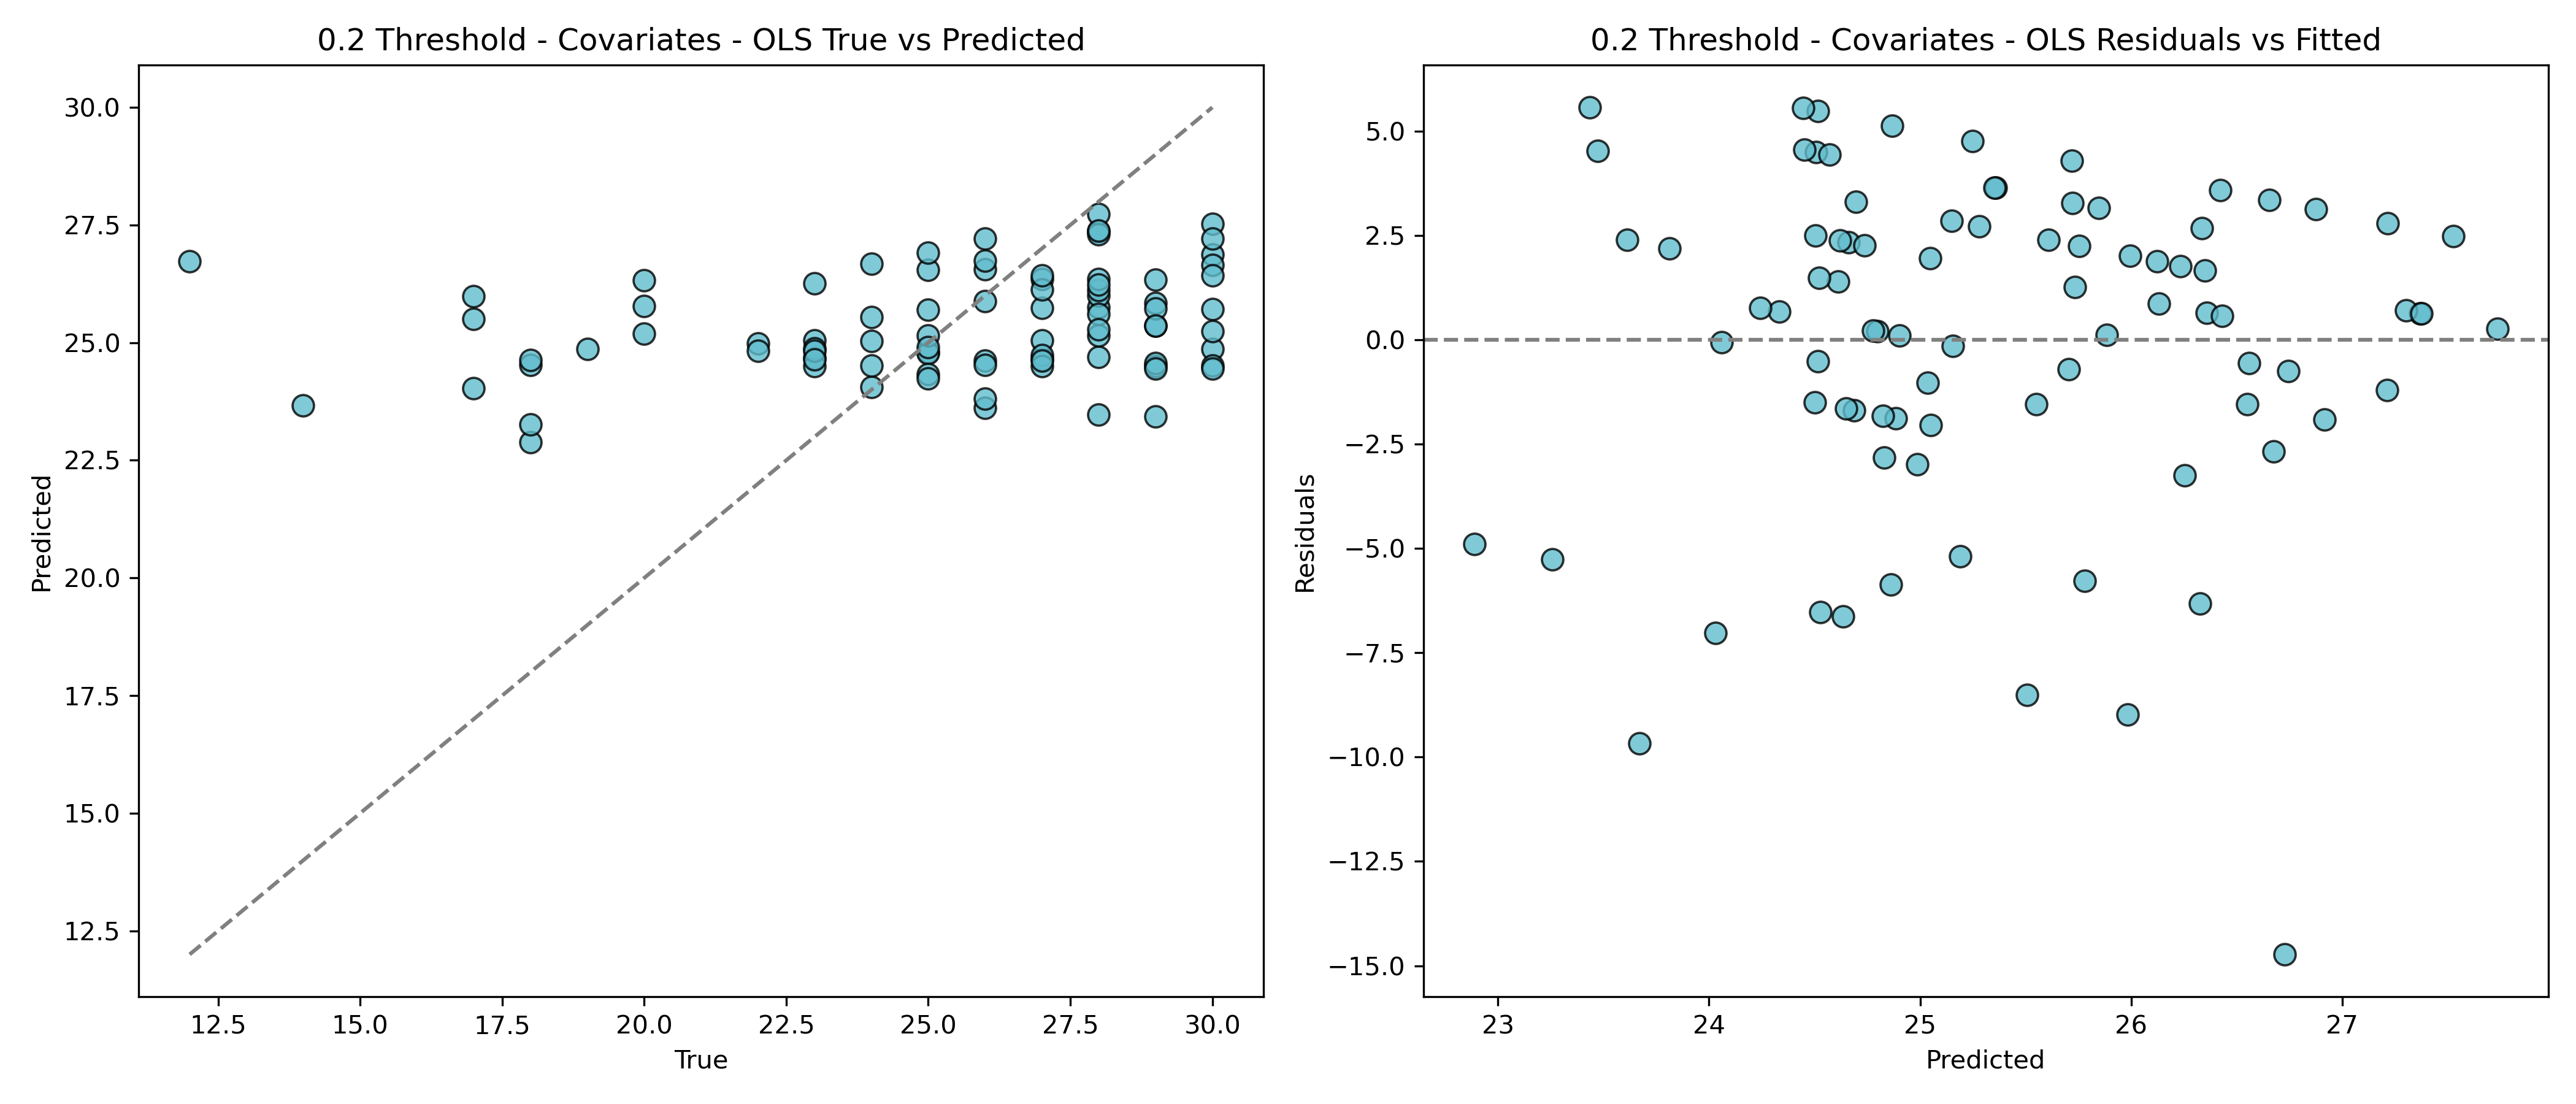 0.2 Threshold - Covariates - OLS True vs Predicted
30.0
27.5
25.0
22.5
20.0
17.5
15.0
12.5
Predicted
12.5 15.0 17.5 20.0 22.5 25.0 27.5 30.0
True
0.2 Threshold - Covariates - OLS Residuals vs Fitted
5.0
2.5
0.0
−2.5
−5.0
−7.5
−10.0
−12.5
−15.0
Residuals
23 24 25 26 27
Predicted